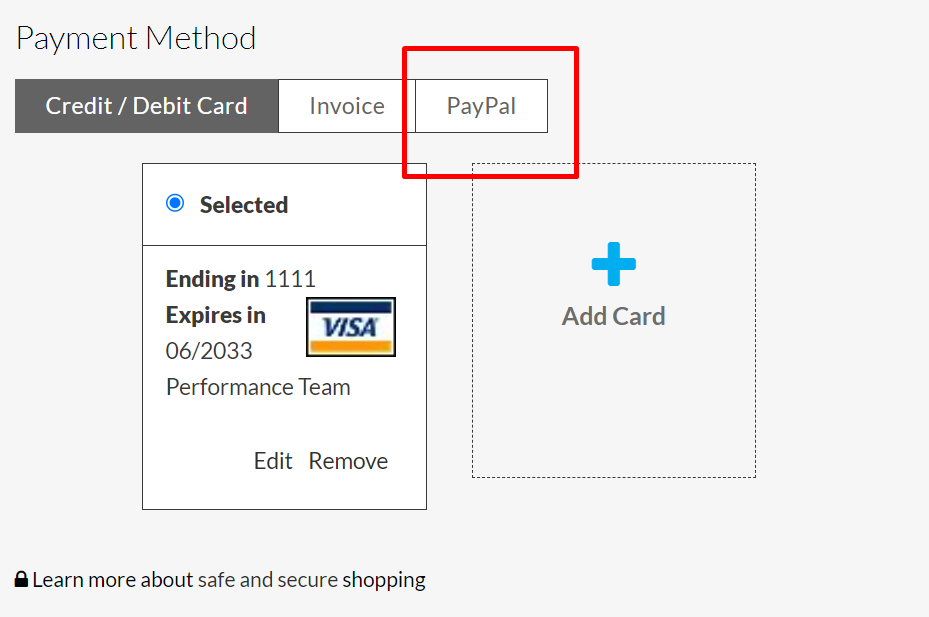 Payment Method
Credit / Debit Card Invoice PayPal
Selected
Ending in 1111
Expires in
VISA
06/2033
Performance Team
Edit Remove
Add Card
Learn more about safe and secure shopping